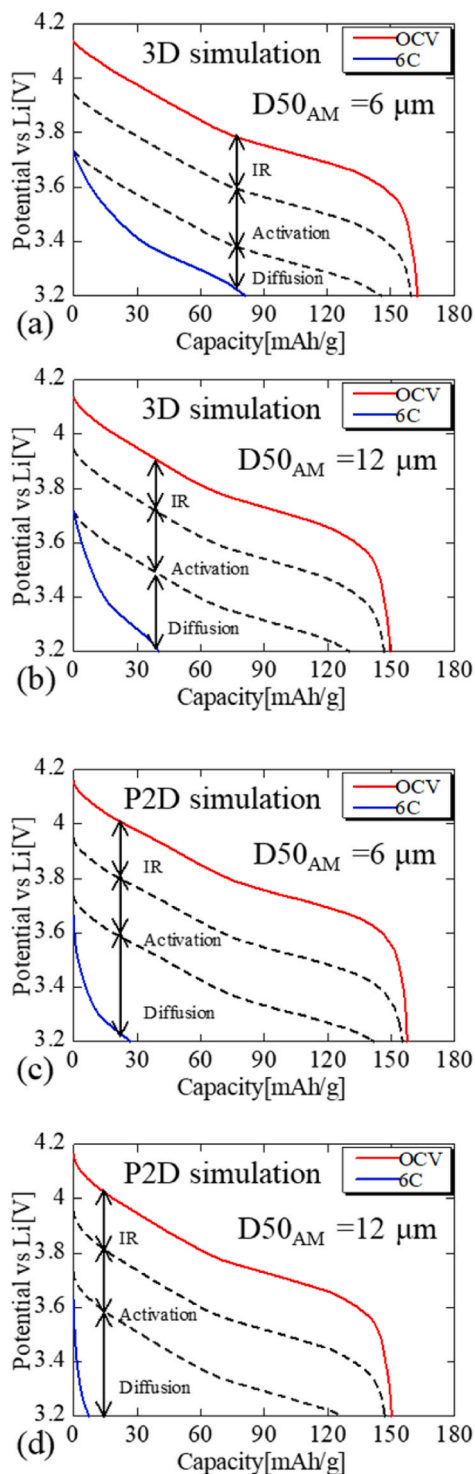 4.2
OCV
6C
3D simulation
4
D50AM =6 μm
3.8
IR
3.6
Activation
3.4
Diffusion
3.2
0 30 60 90 120 150 180
Potential vs Li[V]
Capacity[mAh/g]
(a)
4.2
OCV
6C
3D simulation
4
D50AM =12 μm
3.8
IR
3.6
Activation
3.4
Diffusion
3.2
0 30 60 90 120 150 180
Potential vs Li[V]
Capacity[mAh/g]
(b)
4.2
OCV
6C
P2D simulation
4
D50AM =6 μm
IR
3.8
3.6
Activation
3.4
Diffusion
3.2
0 30 60 90 120 150 180
Potential vs Li[V]
Capacity[mAh/g]
(c)
4.2
OCV
6C
P2D simulation
4
D50AM =12 μm
IR
3.8
3.6
Activation
3.4
Diffusion
3.2
0 30 60 90 120 150 180
Potential vs Li[V]
Capacity[mAh/g]
(d)